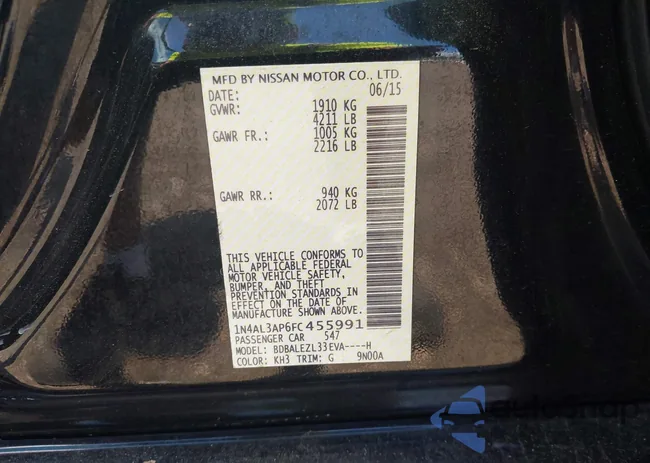 MFD BY NISSAN MOTOR CO., LTD.
DATE: 06/15
GVWR: 1910 KG
4211 LB
GAWR FR.: 1005 KG
2216 LB
GAWR RR.: 940 KG
2072 LB
THIS VEHICLE CONFORMS TO
ALL APPLICABLE FEDERAL
MOTOR VEHICLE SAFETY,
BUMPER, AND THEFT
PREVENTION STANDARDS IN
EFFECT ON THE DATE OF
MANUFACTURE SHOWN ABOVE.
1N4AL3AP6FC455991
PASSENGER CAR 547
MODEL: BDBALEZL33EVA----H
COLOR: KH3 TRIM: G 9N00A
autosnap